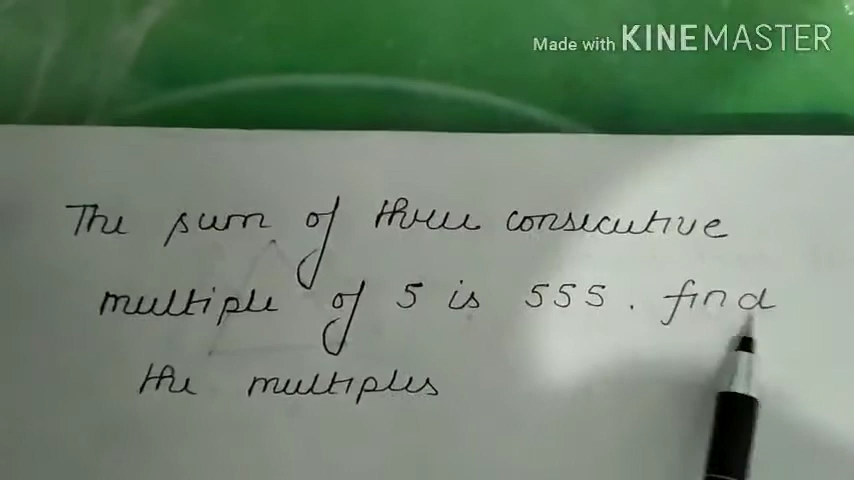 Made with KINEMASTER
The sum of three consecutive
multiple of 5 is 555. find
the multiples